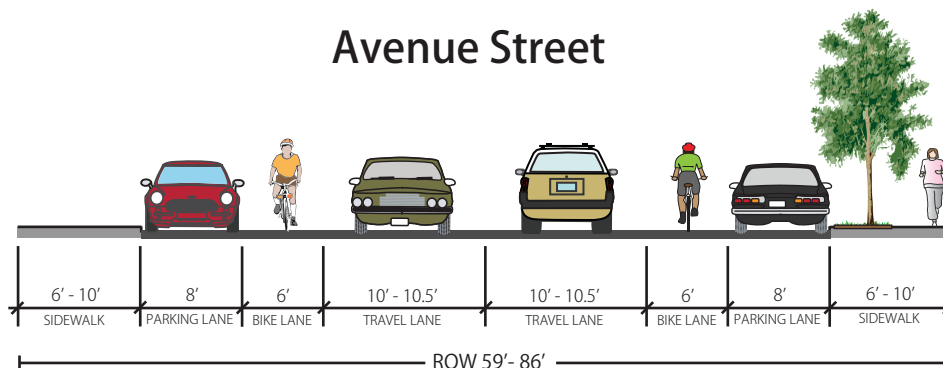 Avenue Street
6' - 10' 8' 6' 10' - 10.5' 10' - 10.5' 6' 8' 6' - 10'
SIDEWALK PARKING LANE BIKE LANE TRAVEL LANE TRAVEL LANE BIKE LANE PARKING LANE SIDEWALK
ROW 59'- 86'